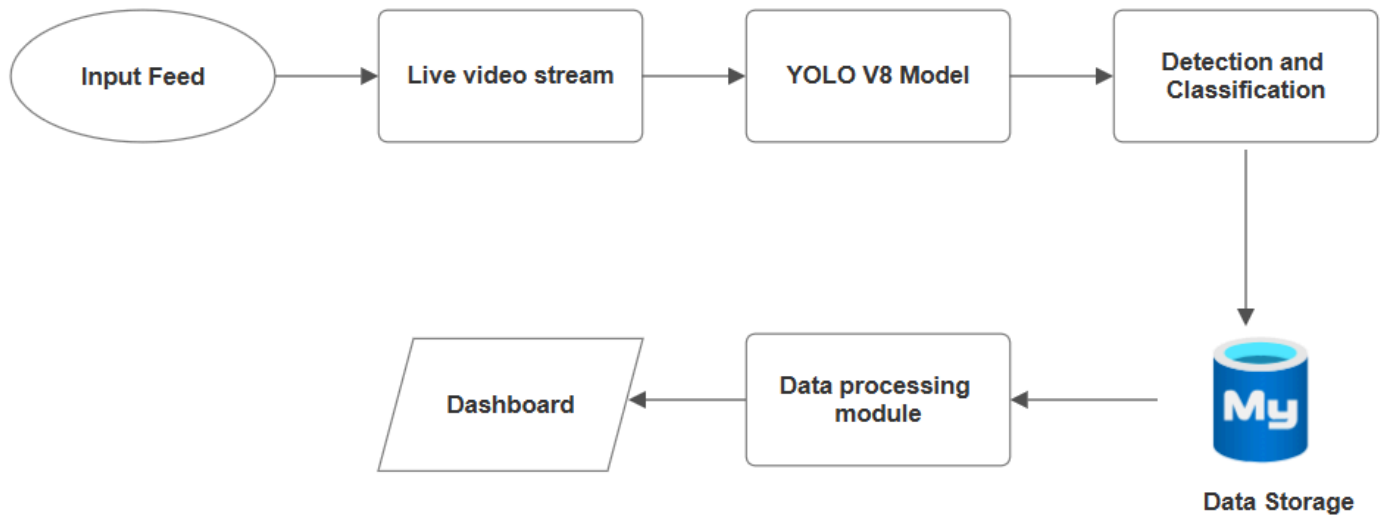 Input Feed
Live video stream
YOLO V8 Model
Detection and
Classification
Dashboard
Data processing
module
My
Data Storage